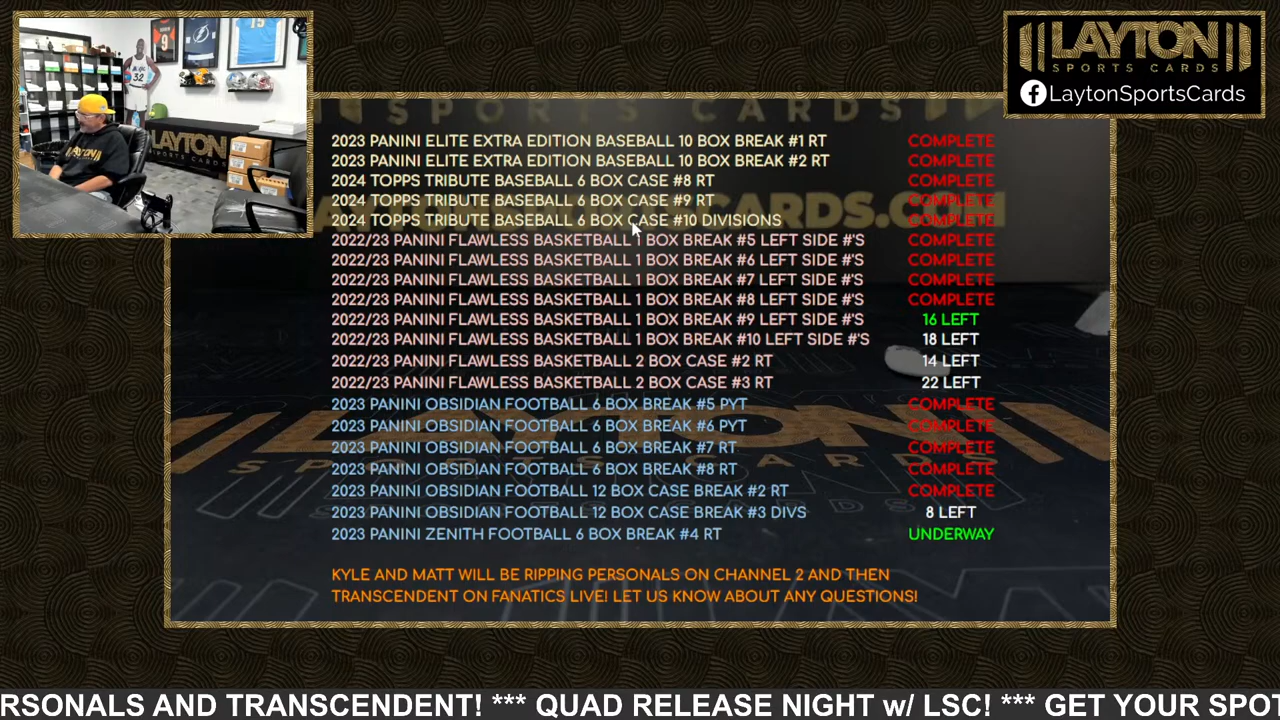 LAYTON
SPORTS CARDS
LaytonSportsCards
9
15
32
LAYTON
SPORTS CARDS
2023 PANINI ELITE EXTRA EDITION BASEBALL 10 BOX BREAK #1 RT COMPLETE
2023 PANINI ELITE EXTRA EDITION BASEBALL 10 BOX BREAK #2 RT COMPLETE
2024 TOPPS TRIBUTE BASEBALL 6 BOX CASE #8 RT COMPLETE
2024 TOPPS TRIBUTE BASEBALL 6 BOX CASE #9 RT COMPLETE
2024 TOPPS TRIBUTE BASEBALL 6 BOX CASE #10 DIVISIONS COMPLETE
2022/23 PANINI FLAWLESS BASKETBALL 1 BOX BREAK #5 LEFT SIDE #'S COMPLETE
2022/23 PANINI FLAWLESS BASKETBALL 1 BOX BREAK #6 LEFT SIDE #'S COMPLETE
2022/23 PANINI FLAWLESS BASKETBALL 1 BOX BREAK #7 LEFT SIDE #'S COMPLETE
2022/23 PANINI FLAWLESS BASKETBALL 1 BOX BREAK #8 LEFT SIDE #'S COMPLETE
2022/23 PANINI FLAWLESS BASKETBALL 1 BOX BREAK #9 LEFT SIDE #'S 16 LEFT
2022/23 PANINI FLAWLESS BASKETBALL 1 BOX BREAK #10 LEFT SIDE #'S 18 LEFT
2022/23 PANINI FLAWLESS BASKETBALL 2 BOX CASE #2 RT 14 LEFT
2022/23 PANINI FLAWLESS BASKETBALL 2 BOX CASE #3 RT 22 LEFT
2023 PANINI OBSIDIAN FOOTBALL 6 BOX BREAK #5 PYT COMPLETE
2023 PANINI OBSIDIAN FOOTBALL 6 BOX BREAK #6 PYT COMPLETE
2023 PANINI OBSIDIAN FOOTBALL 6 BOX BREAK #7 RT COMPLETE
2023 PANINI OBSIDIAN FOOTBALL 6 BOX BREAK #8 RT COMPLETE
2023 PANINI OBSIDIAN FOOTBALL 12 BOX CASE BREAK #2 RT COMPLETE
2023 PANINI OBSIDIAN FOOTBALL 12 BOX CASE BREAK #3 DIVS 8 LEFT
2023 PANINI ZENITH FOOTBALL 6 BOX BREAK #4 RT UNDERWAY
KYLE AND MATT WILL BE RIPPING PERSONALS ON CHANNEL 2 AND THEN
TRANSCENDENT ON FANATICS LIVE! LET US KNOW ABOUT ANY QUESTIONS!
RSONALS AND TRANSCENDENT! *** QUAD RELEASE NIGHT w/ LSC! *** GET YOUR SPOT